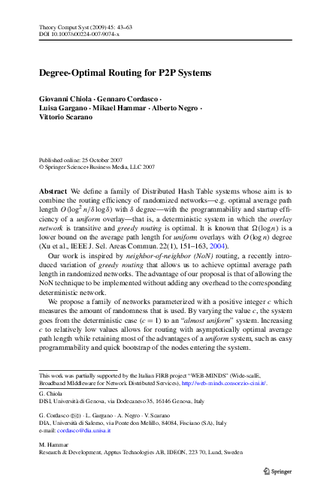 Theory Comput Syst (2009) 45: 43–63
DOI 10.1007/s00224-007-9074-x
Degree-Optimal Routing for P2P Systems
Giovanni Chiola · Gennaro Cordasco ·
Luisa Gargano · Mikael Hammar · Alberto Negro ·
Vittorio Scarano
Published online: 25 October 2007
© Springer Science+Business Media, LLC 2007
Abstract We define a family of Distributed Hash Table systems whose aim is to
combine the routing efficiency of randomized networks—e.g. optimal average path
length O(log² n/δ log δ) with δ degree—with the programmability and startup effi-
ciency of a uniform overlay—that is, a deterministic system in which the overlay
network is transitive and greedy routing is optimal. It is known that Ω(log n) is a
lower bound on the average path length for uniform overlays with O(log n) degree
(Xu et al., IEEE J. Sel. Areas Commun. 22(1), 151–163, 2004).
Our work is inspired by neighbor-of-neighbor (NoN) routing, a recently intro-
duced variation of greedy routing that allows us to achieve optimal average path
length in randomized networks. The advantage of our proposal is that of allowing the
NoN technique to be implemented without adding any overhead to the corresponding
deterministic network.
We propose a family of networks parameterized with a positive integer c which
measures the amount of randomness that is used. By varying the value c, the system
goes from the deterministic case (c = 1) to an "almost uniform" system. Increasing
c to relatively low values allows for routing with asymptotically optimal average
path length while retaining most of the advantages of a uniform system, such as easy
programmability and quick bootstrap of the nodes entering the system.
This work was partially supported by the Italian FIRB project "WEB-MINDS" (Wide-scalE,
Broadband MIddleware for Network Distributed Services), http://web-minds.consorzio-cini.it/.
G. Chiola
DISI, Università di Genova, via Dodecaneso 35, 16146 Genova, Italy
G. Cordasco (✉) · L. Gargano · A. Negro · V. Scarano
DIA, Università di Salerno, via Ponte don Melillo, 84084, Fisciano (SA), Italy
e-mail: cordasco@dia.unisa.it
M. Hammar
Research & Development, Apptus Technologies AB, IDEON, 223 70, Lund, Sweden
Springer